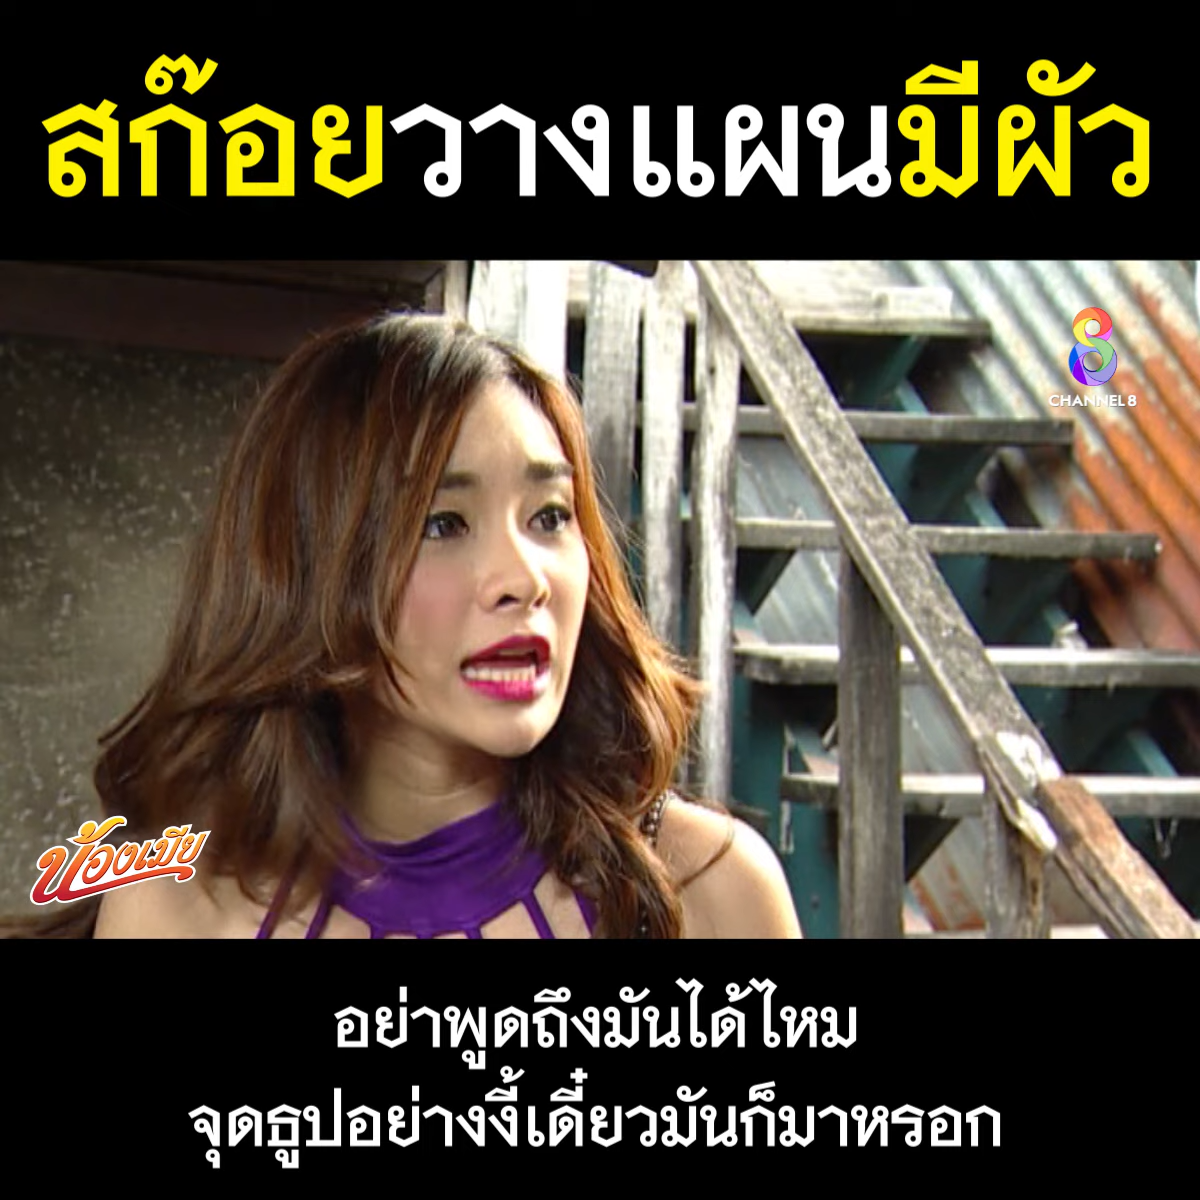 สก๊อยวางแผนมีผัว
CHANNEL 8
น้องเมีย
อย่าพูดถึงมันได้ไหม
จุดธูปอย่างงี้เดี๋ยวมันก็มาหรอก